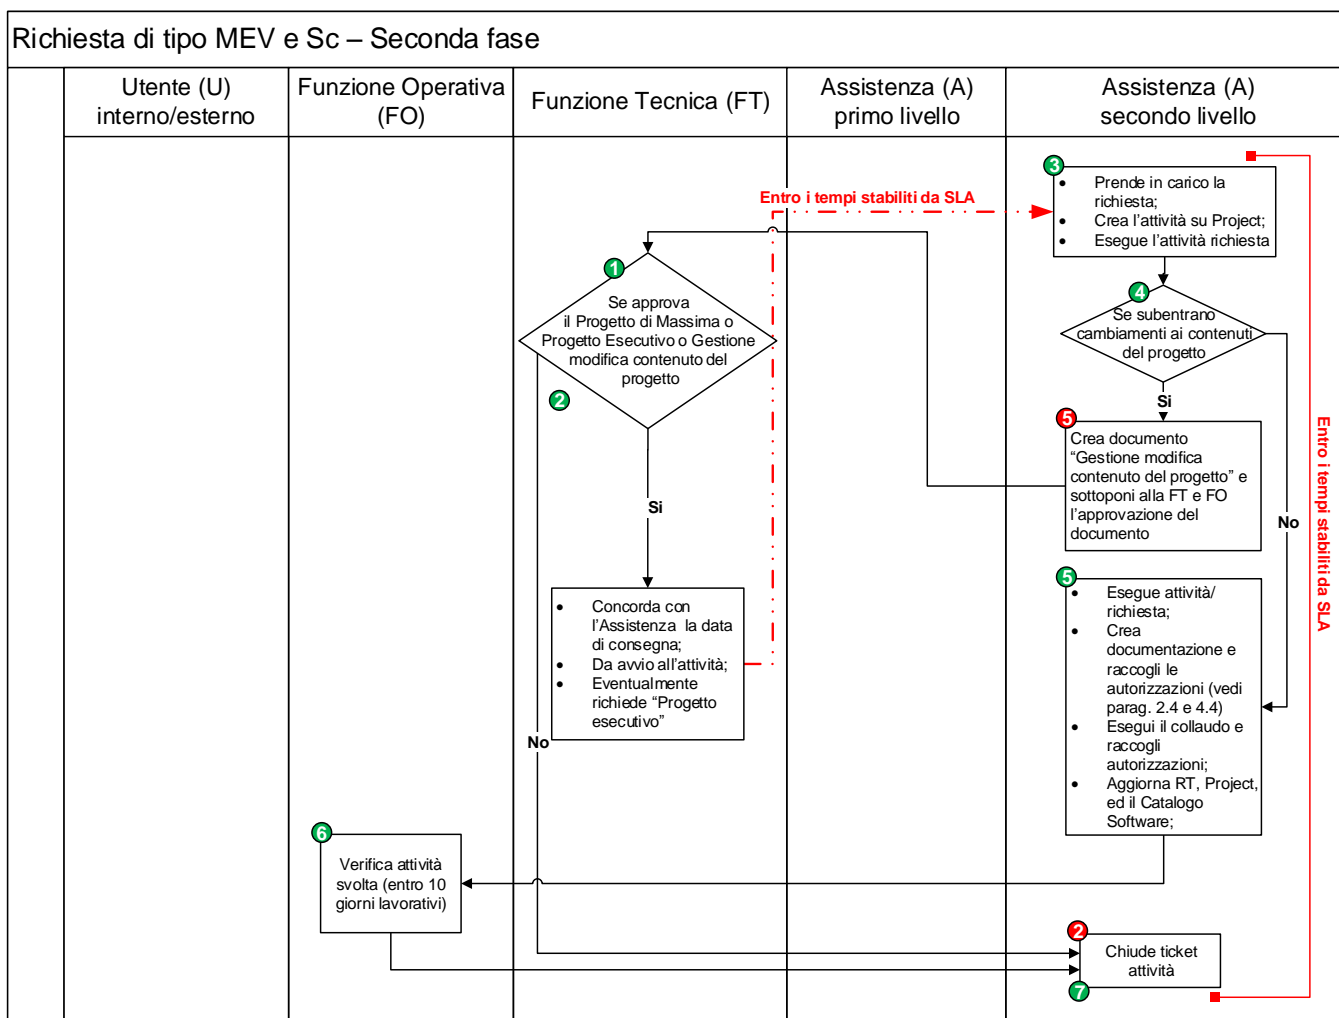 Richiesta di tipo MEV e Sc – Seconda fase
Utente (U)
interno/esterno
Funzione Operativa
(FO)
Funzione Tecnica (FT)
Assistenza (A)
primo livello
Assistenza (A)
secondo livello
3
• Prende in carico la
richiesta;
• Crea l'attività su Project;
• Esegue l'attività richiesta
Entro i tempi stabiliti da SLA
1
Se approva
il Progetto di Massima o
Progetto Esecutivo o Gestione
modifica contenuto del
progetto
2
4
Se subentrano
cambiamenti ai contenuti
del progetto
Si
5
Crea documento
“Gestione modifica
contenuto del progetto” e
sottoponi alla FT e FO
l'approvazione del
documento
No
Entro i tempi stabiliti da SLA
Si
• Concorda con
l'Assistenza la data
di consegna;
• Da avvio all'attività;
• Eventualmente
richiede “Progetto
esecutivo”
No
5
• Esegue attività/
richiesta;
• Crea
documentazione e
raccogli le
autorizzazioni (vedi
parag. 2.4 e 4.4)
• Esegui il collaudo e
raccogli
autorizzazioni;
• Aggiorna RT, Project,
ed il Catalogo
Software;
6
Verifica attività
svolta (entro 10
giorni lavorativi)
2
Chiude ticket
attività
7